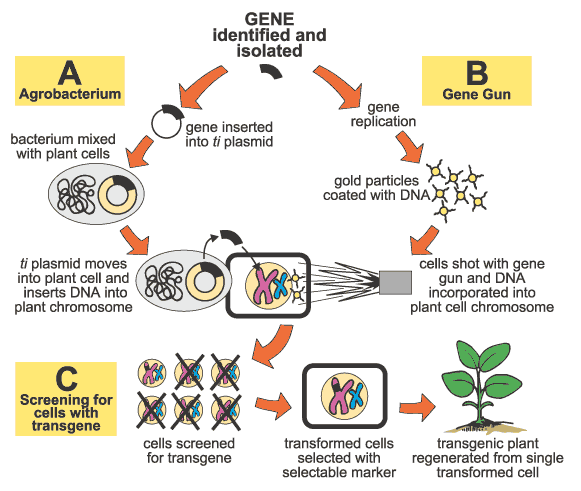 GENE
identified and
isolated
A
Agrobacterium
B
Gene Gun
gene inserted
into ti plasmid
gene
replication
bacterium mixed
with plant cells
gold particles
coated with DNA
ti plasmid moves
into plant cell and
inserts DNA into
plant chromosome
cells shot with gene
gun and DNA
incorporated into
plant cell chromosome
C
Screening for
cells with
transgene
cells screened
for transgene
transformed cells
selected with
selectable marker
transgenic plant
regenerated from single
transformed cell